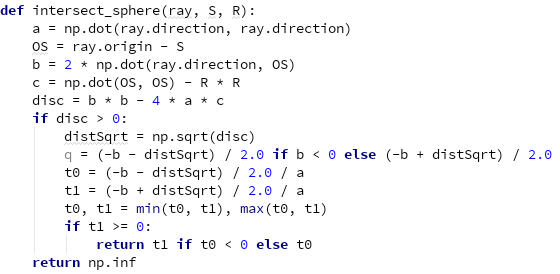 def intersect_sphere(ray, S, R):
    a = np.dot(ray.direction, ray.direction)
    OS = ray.origin - S
    b = 2 * np.dot(ray.direction, OS)
    c = np.dot(OS, OS) - R * R
    disc = b * b - 4 * a * c
    if disc > 0:
        distSqrt = np.sqrt(disc)
        q = (-b - distSqrt) / 2.0 if b < 0 else (-b + distSqrt) / 2.0
        t0 = (-b - distSqrt) / 2.0 / a
        t1 = (-b + distSqrt) / 2.0 / a
        t0, t1 = min(t0, t1), max(t0, t1)
        if t1 >= 0:
            return t1 if t0 < 0 else t0
    return np.inf